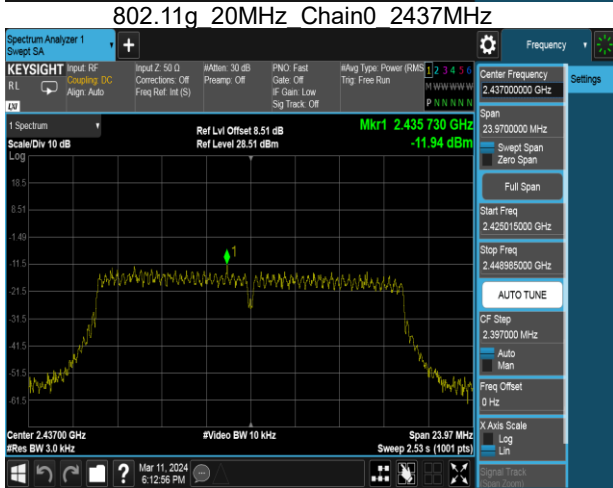 802.11g_20MHz_Chain0_2437MHz
Spectrum Analyzer 1
Swept SA
+
Frequency
KEYSIGHT
RL
LXI
Input: RF
Coupling: DC
Align: Auto
Input Z: 50 Ω
Corrections: Off
Freq Ref: Int (S)
#Atten: 30 dB
Preamp: Off
PNO: Fast
Gate: Off
IF Gain: Low
Sig Track: Off
#Avg Type: Power (RMS
Trig: Free Run
1 2 3 4 5 6
M W W W W W
P N N N N N
Center Frequency
2.437000000 GHz
Settings
Span
23.9700000 MHz
Swept Span
Zero Span
Full Span
Start Freq
2.425015000 GHz
Stop Freq
2.448985000 GHz
AUTO TUNE
CF Step
2.397000 MHz
Auto
Man
Freq Offset
0 Hz
X Axis Scale
Log
Lin
Signal Track
(Span Zoom)
1 Spectrum
Scale/Div 10 dB
Log
Ref Lvl Offset 8.51 dB
Ref Level 28.51 dBm
Mkr1 2.435 730 GHz
-11.94 dBm
18.5
8.51
-1.49
-11.5
-21.5
-31.5
-41.5
-51.5
-61.5
1
Center 2.43700 GHz
#Res BW 3.0 kHz
#Video BW 10 kHz
Span 23.97 MHz
Sweep 2.53 s (1001 pts)
?
Mar 11, 2024
6:12:56 PM